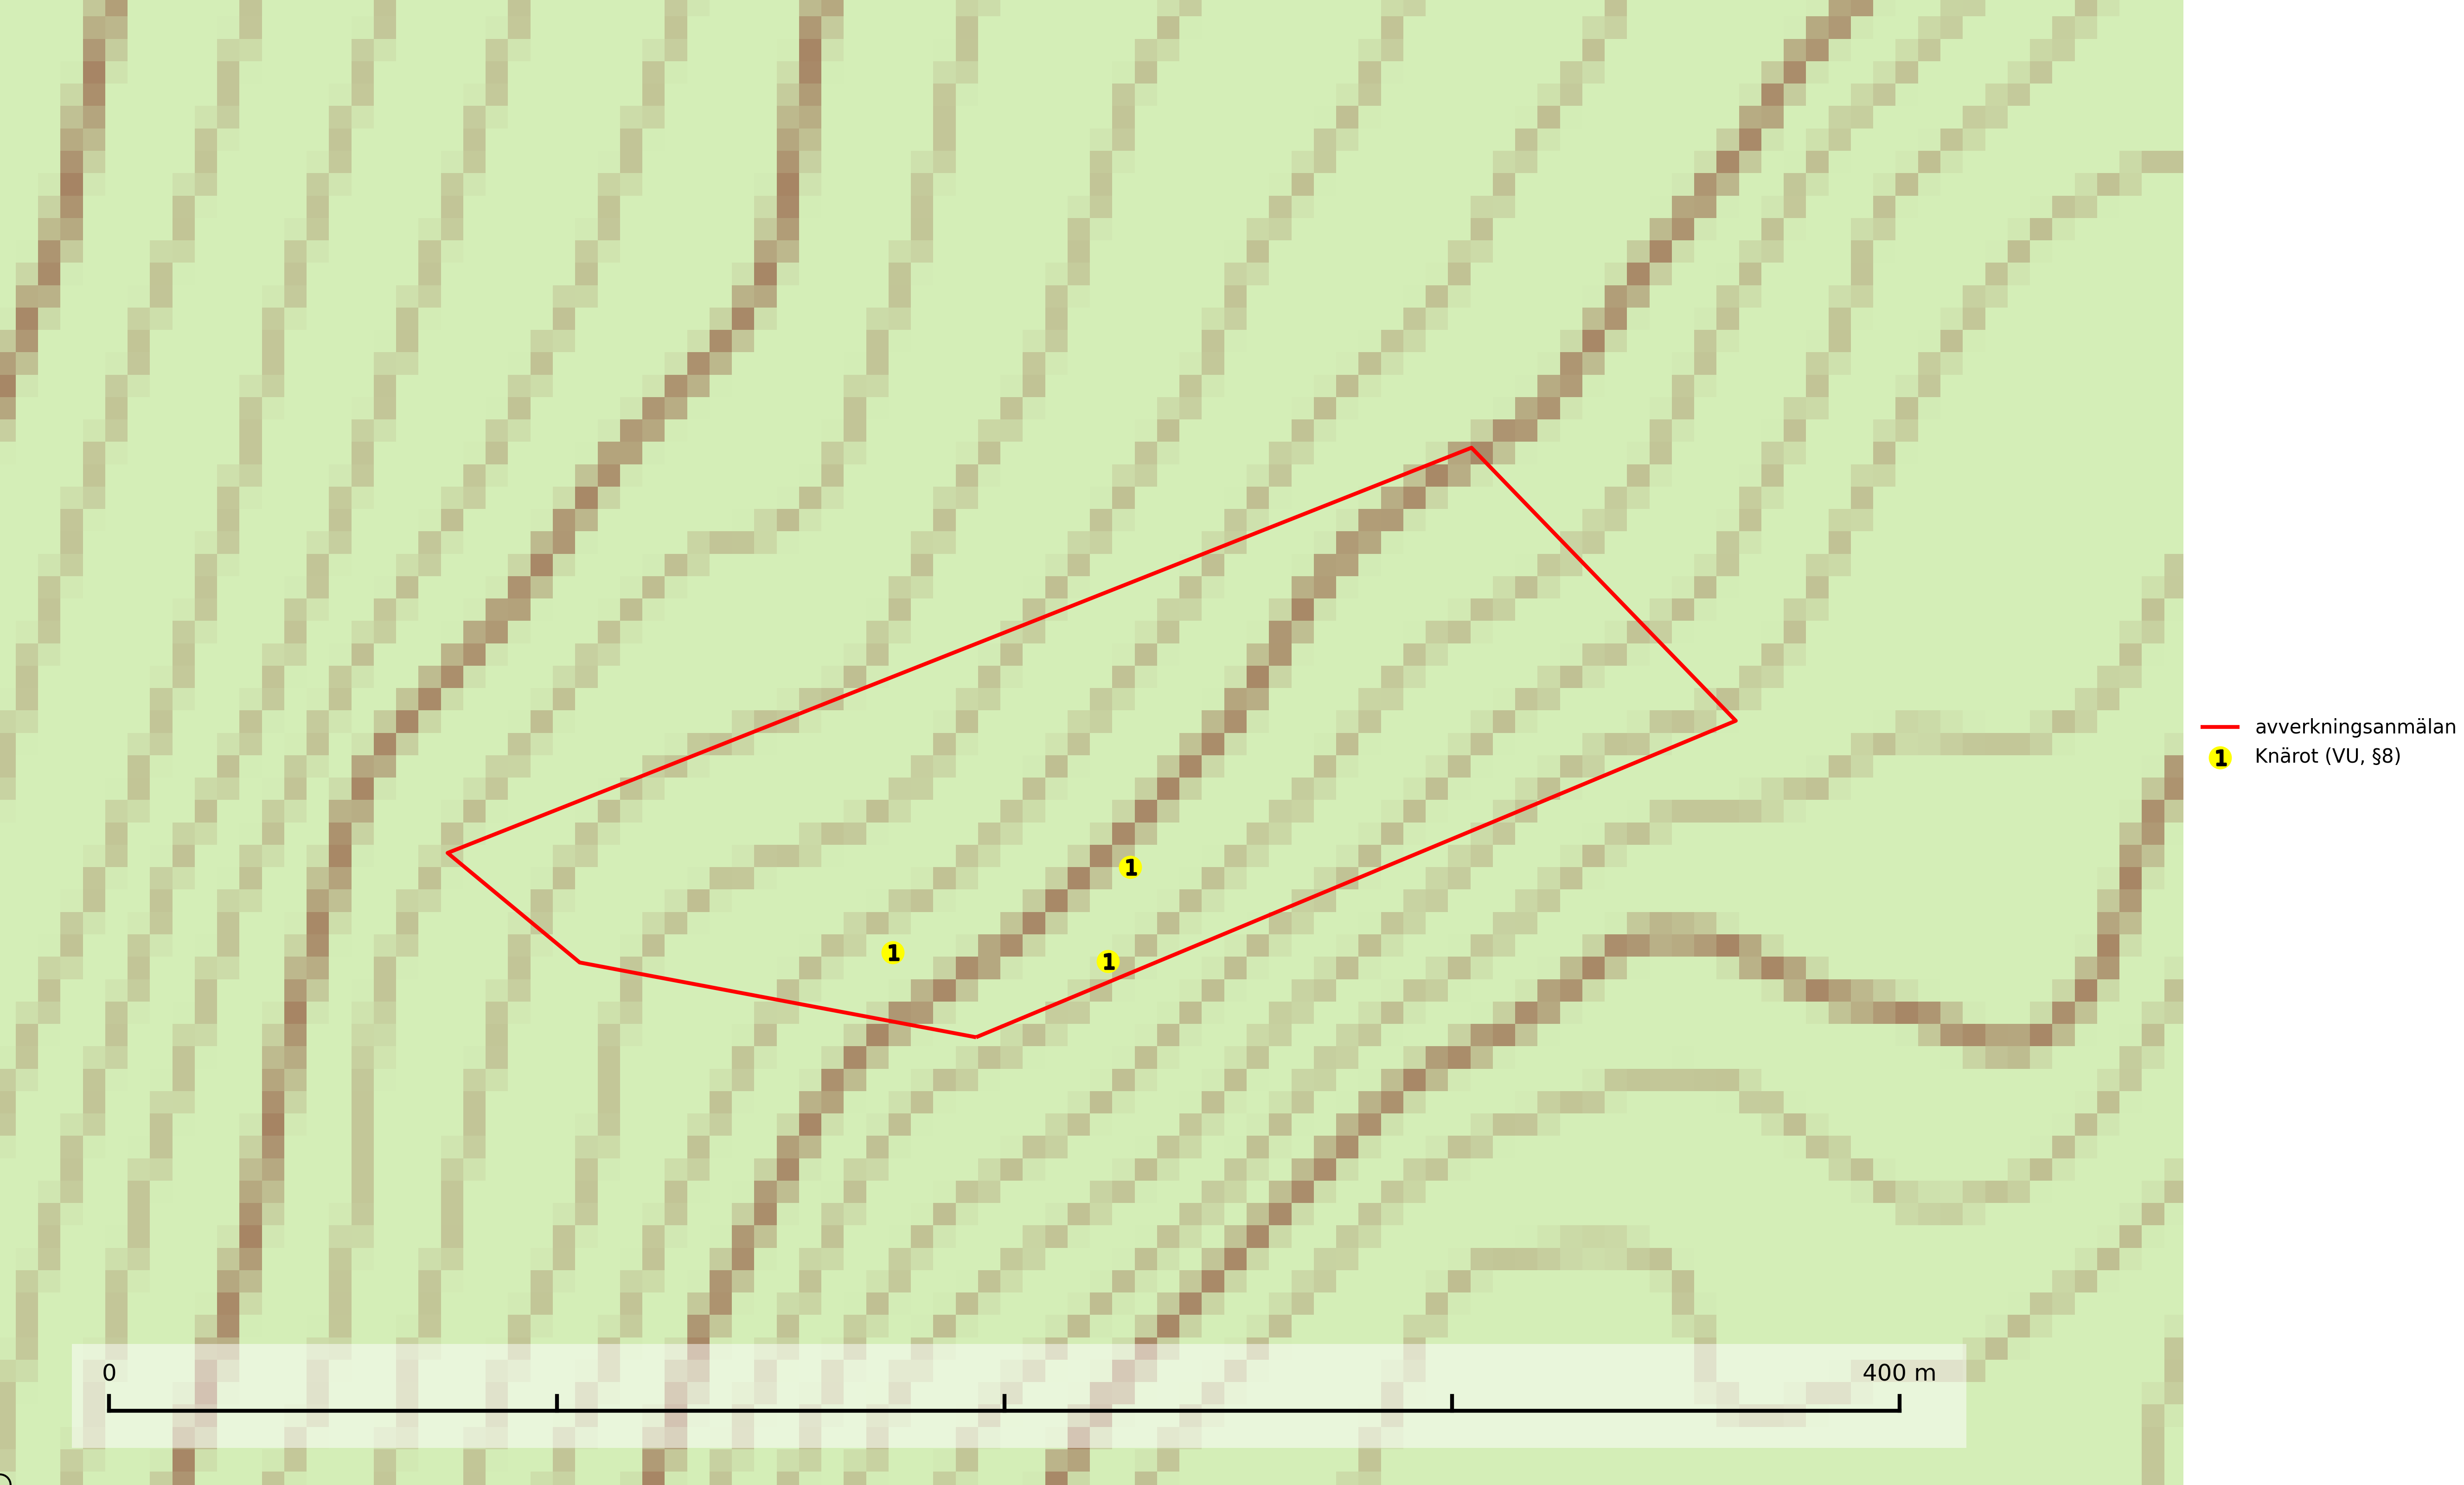 avverkningsanmälan
1 Knärot (VU, §8)
1
1
1
0 400 m